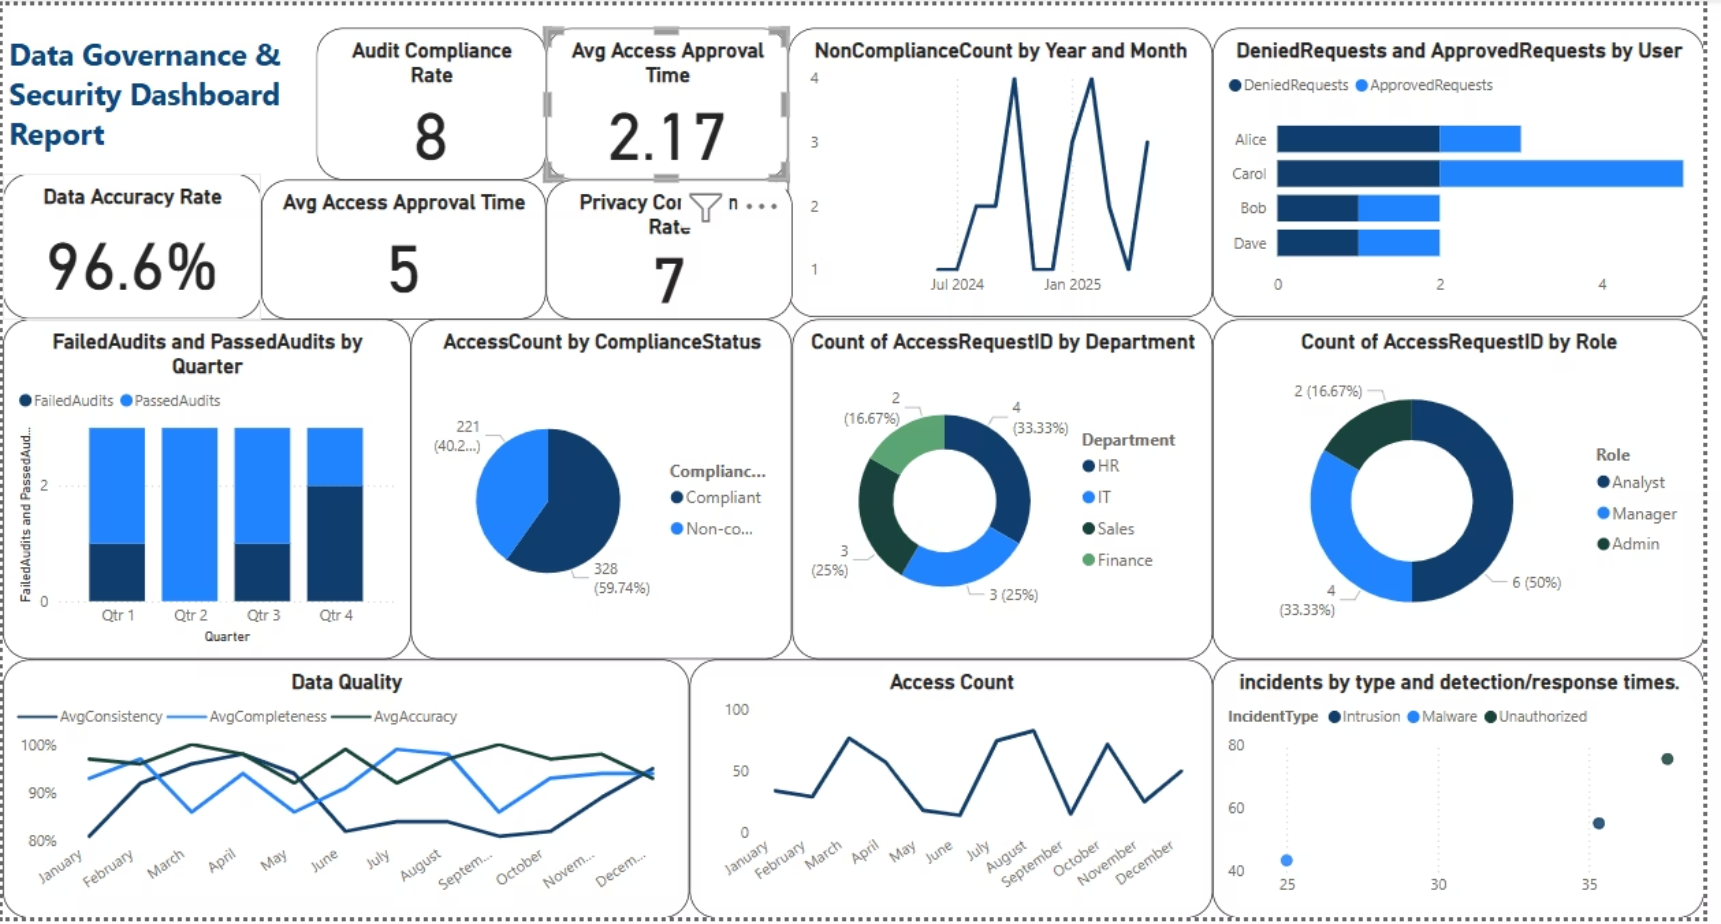 Data Governance &
Security Dashboard
Report
Audit Compliance
Rate
8
Avg Access Approval
Time
2.17
Data Accuracy Rate
96.6%
Avg Access Approval Time
5
Privacy
Rate
7
NonComplianceCount by Year and Month
4
3
2
1
Jul 2024
Jan 2025
DeniedRequests and ApprovedRequests by User
DeniedRequests ApprovedRequests
Alice
Carol
Bob
Dave
0 2 4
FailedAudits and PassedAudits by
Quarter
FailedAudits PassedAudits
FailedAudits and PassedAud...
2
0
Qtr 1 Qtr 2 Qtr 3 Qtr 4
Quarter
AccessCount by ComplianceStatus
221
(40.2...)
328
(59.74%)
Complianc...
Compliant
Non-co...
Count of AccessRequestID by Department
2
(16.67%)
4
(33.33%)
3
(25%)
3 (25%)
Department
HR
IT
Sales
Finance
Count of AccessRequestID by Role
2 (16.67%)
4
(33.33%)
6 (50%)
Role
Analyst
Manager
Admin
Data Quality
AvgConsistency AvgCompleteness AvgAccuracy
100%
90%
80%
January February March April May June July August Septem... October Novem... Decem...
Access Count
100
50
0
January February March April May June July August September October November December
incidents by type and detection/response times.
IncidentType Intrusion Malware Unauthorized
80
60
40
25 30 35